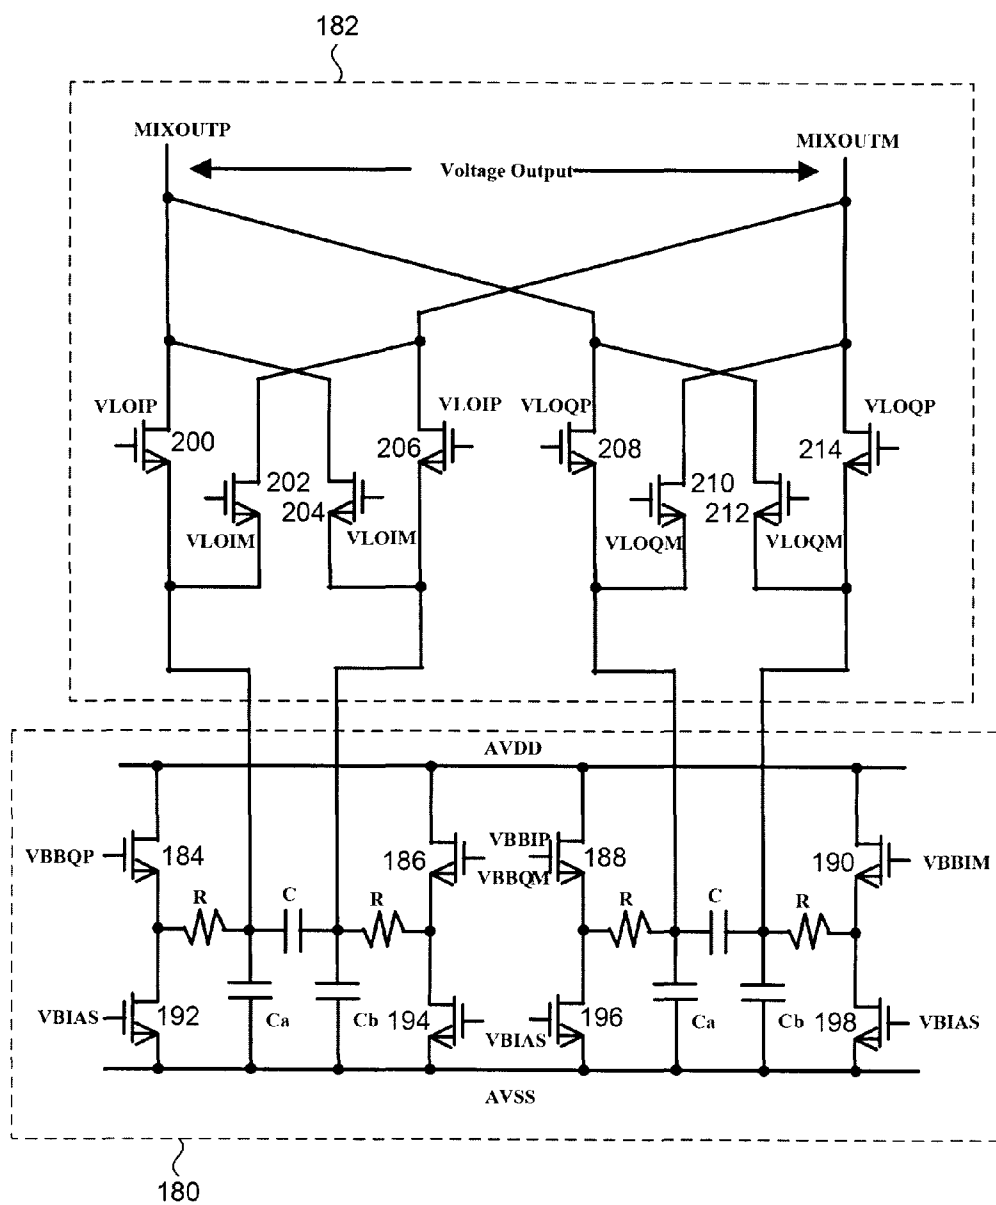 182
MIXOUTP
MIXOUTM
Voltage Output
VLOIP
VLOIP
VLOQP
VLOQP
200
206
208
214
202
204
210
212
VLOIM
VLOIM
VLOQM
VLOQM
AVDD
VBBQP
184
186
VBBIP
VBBQM
188
190
VBBIM
R
C
R
R
C
R
VBIAS
192
Ca
Cb
194
VBIAS
196
Ca
Cb
198
VBIAS
AVSS
180